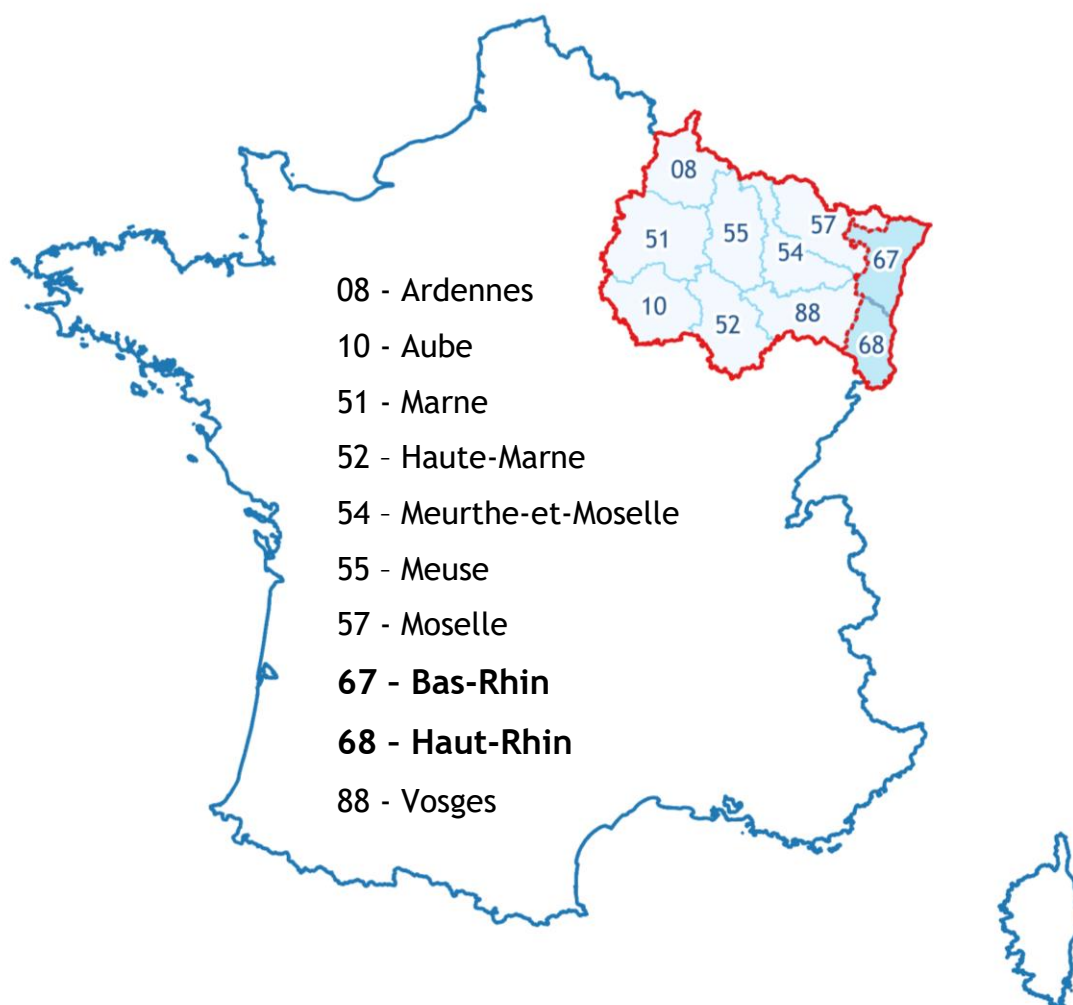 08
57
55
51
54
67
10
88
52
68
08 - Ardennes
10 - Aube
51 - Marne
52 – Haute-Marne
54 – Meurthe-et-Moselle
55 – Meuse
57 - Moselle
67 – Bas-Rhin
68 – Haut-Rhin
88 - Vosges